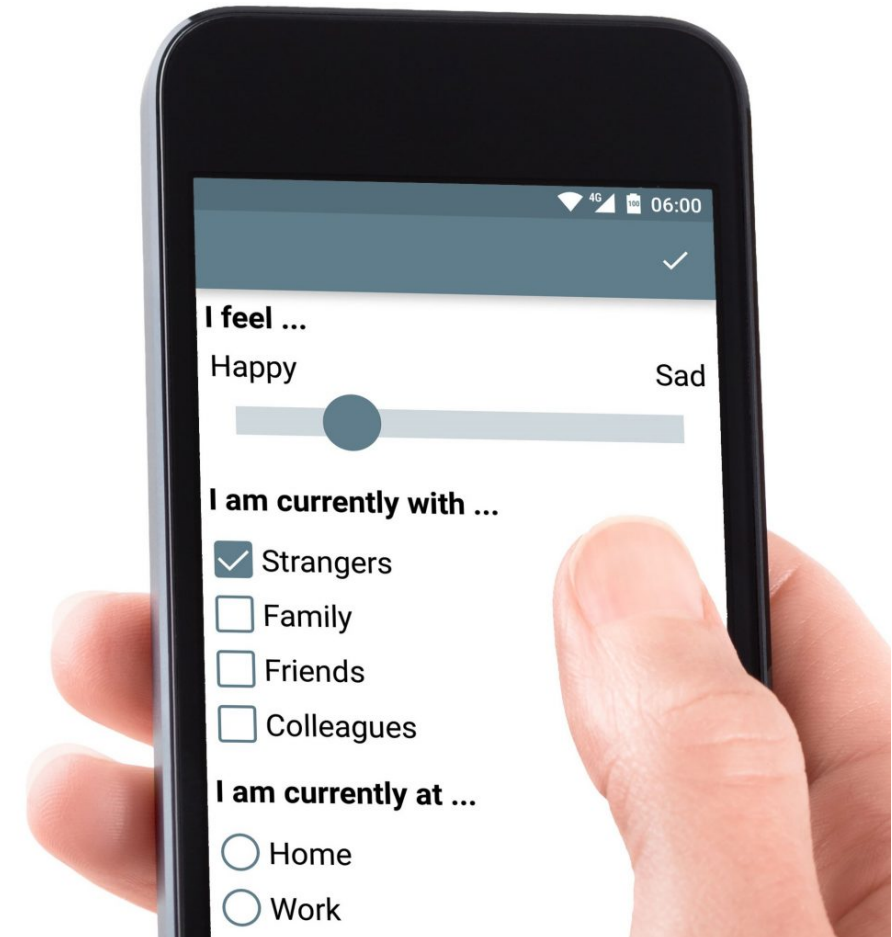 4G 100 06:00
I feel ...
Happy Sad
I am currently with ...
Strangers
Family
Friends
Colleagues
I am currently at ...
Home
Work